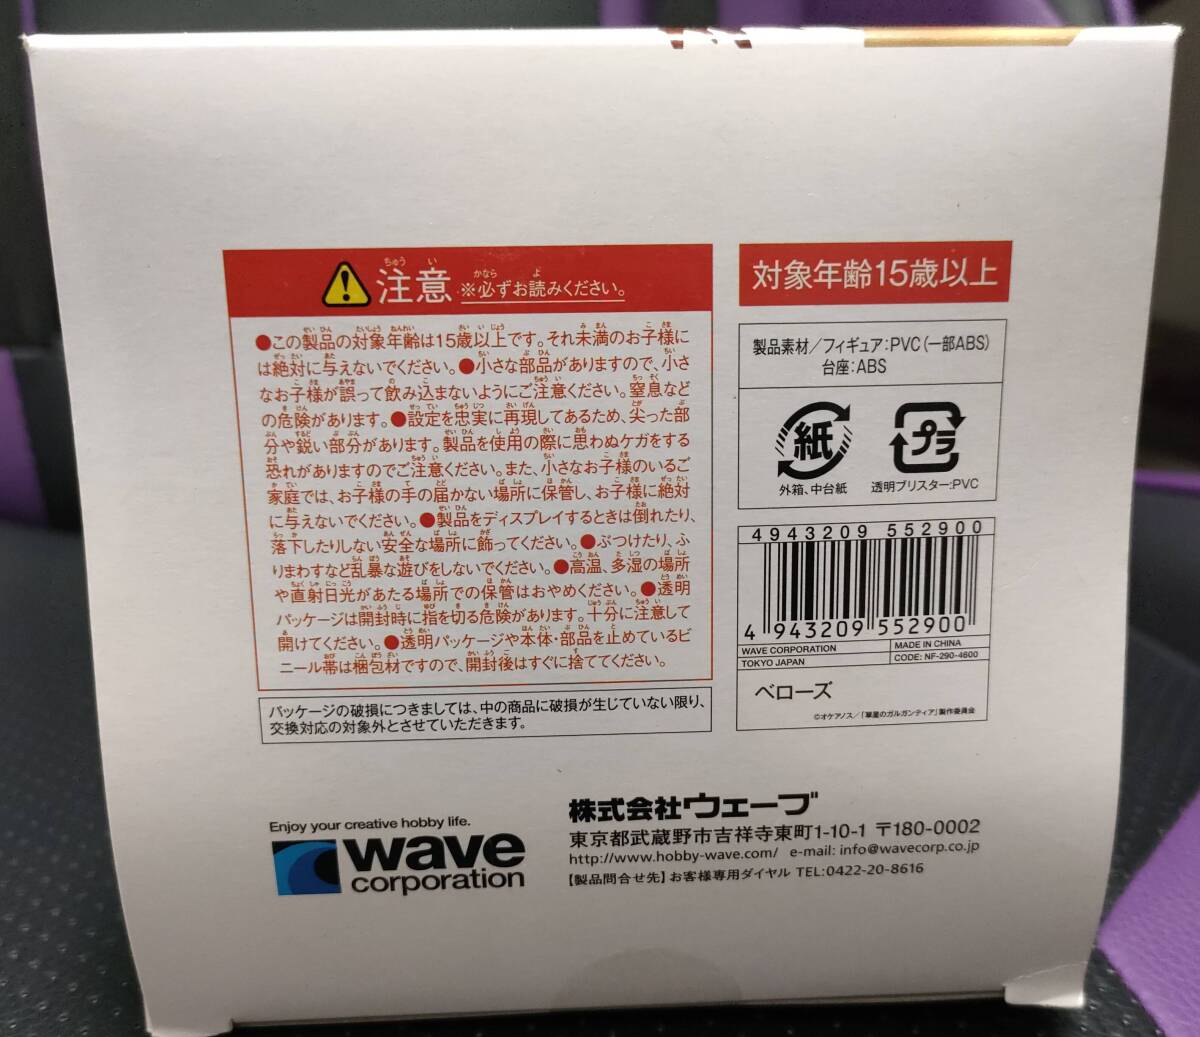 注意 ※必ずお読みください。
●この製品の対象年齢は15歳以上です。それ未満のお子様に
は絶対に与えないでください。●小さな部品がありますので、小さ
なお子様が誤って飲み込まないようにご注意ください。窒息など
の危険があります。●設定を忠実に再現してあるため、尖った部
分や鋭い部分があります。製品を使用の際に思わぬケガをする
恐れがありますのでご注意ください。また、小さなお子様のいるご
家庭では、お子様の手の届かない場所に保管し、お子様に絶対
に与えないでください。●製品をディスプレイするときは倒れたり、
落下したりしない安全な場所に飾ってください。●ぶつけたり、ふ
りまわすなど乱暴な遊びをしないでください。●高温、多湿の場所
や直射日光があたる場所での保管はおやめください。●透明
パッケージは開封時に指を切る危険があります。十分に注意して
開けてください。●透明パッケージや本体・部品を止めているビ
ニール帯は梱包材ですので、開封後はすぐに捨ててください。
パッケージの破損につきましては、中の商品に破損が生じていない限り、
交換対応の対象外とさせていただきます。
対象年齢15歳以上
製品素材／フィギュア：PVC（一部ABS）
台座：ABS
紙
プラ
外箱、中台紙
透明ブリスター：PVC
4943209 552900
4 943209 552900
WAVE CORPORATION
TOKYO JAPAN
MADE IN CHINA
CODE: NF-290-4600
ベローズ
©オケアノス／「翠星のガルガンティア」製作委員会
Enjoy your creative hobby life.
wave
corporation
株式会社ウェーブ
東京都武蔵野市吉祥寺東町1-10-1 〒180-0002
http://www.hobby-wave.com/ e-mail: info@wavecorp.co.jp
【製品問合せ先】お客様専用ダイヤル TEL:0422-20-8616